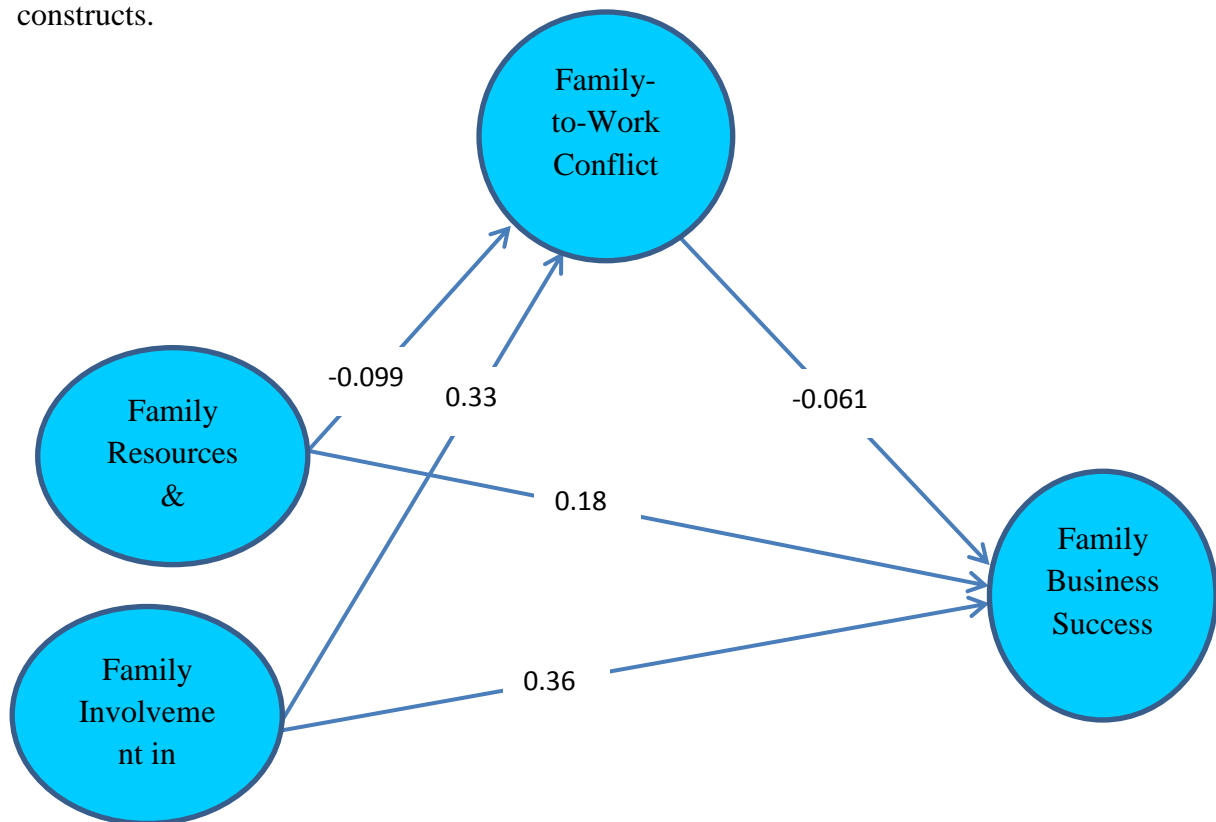 constructs.
Family-
to-Work
Conflict
-0.099
0.33
-0.061
Family
Resources
&
0.18
Family
Business
Success
Family
Involveme
nt in
0.36